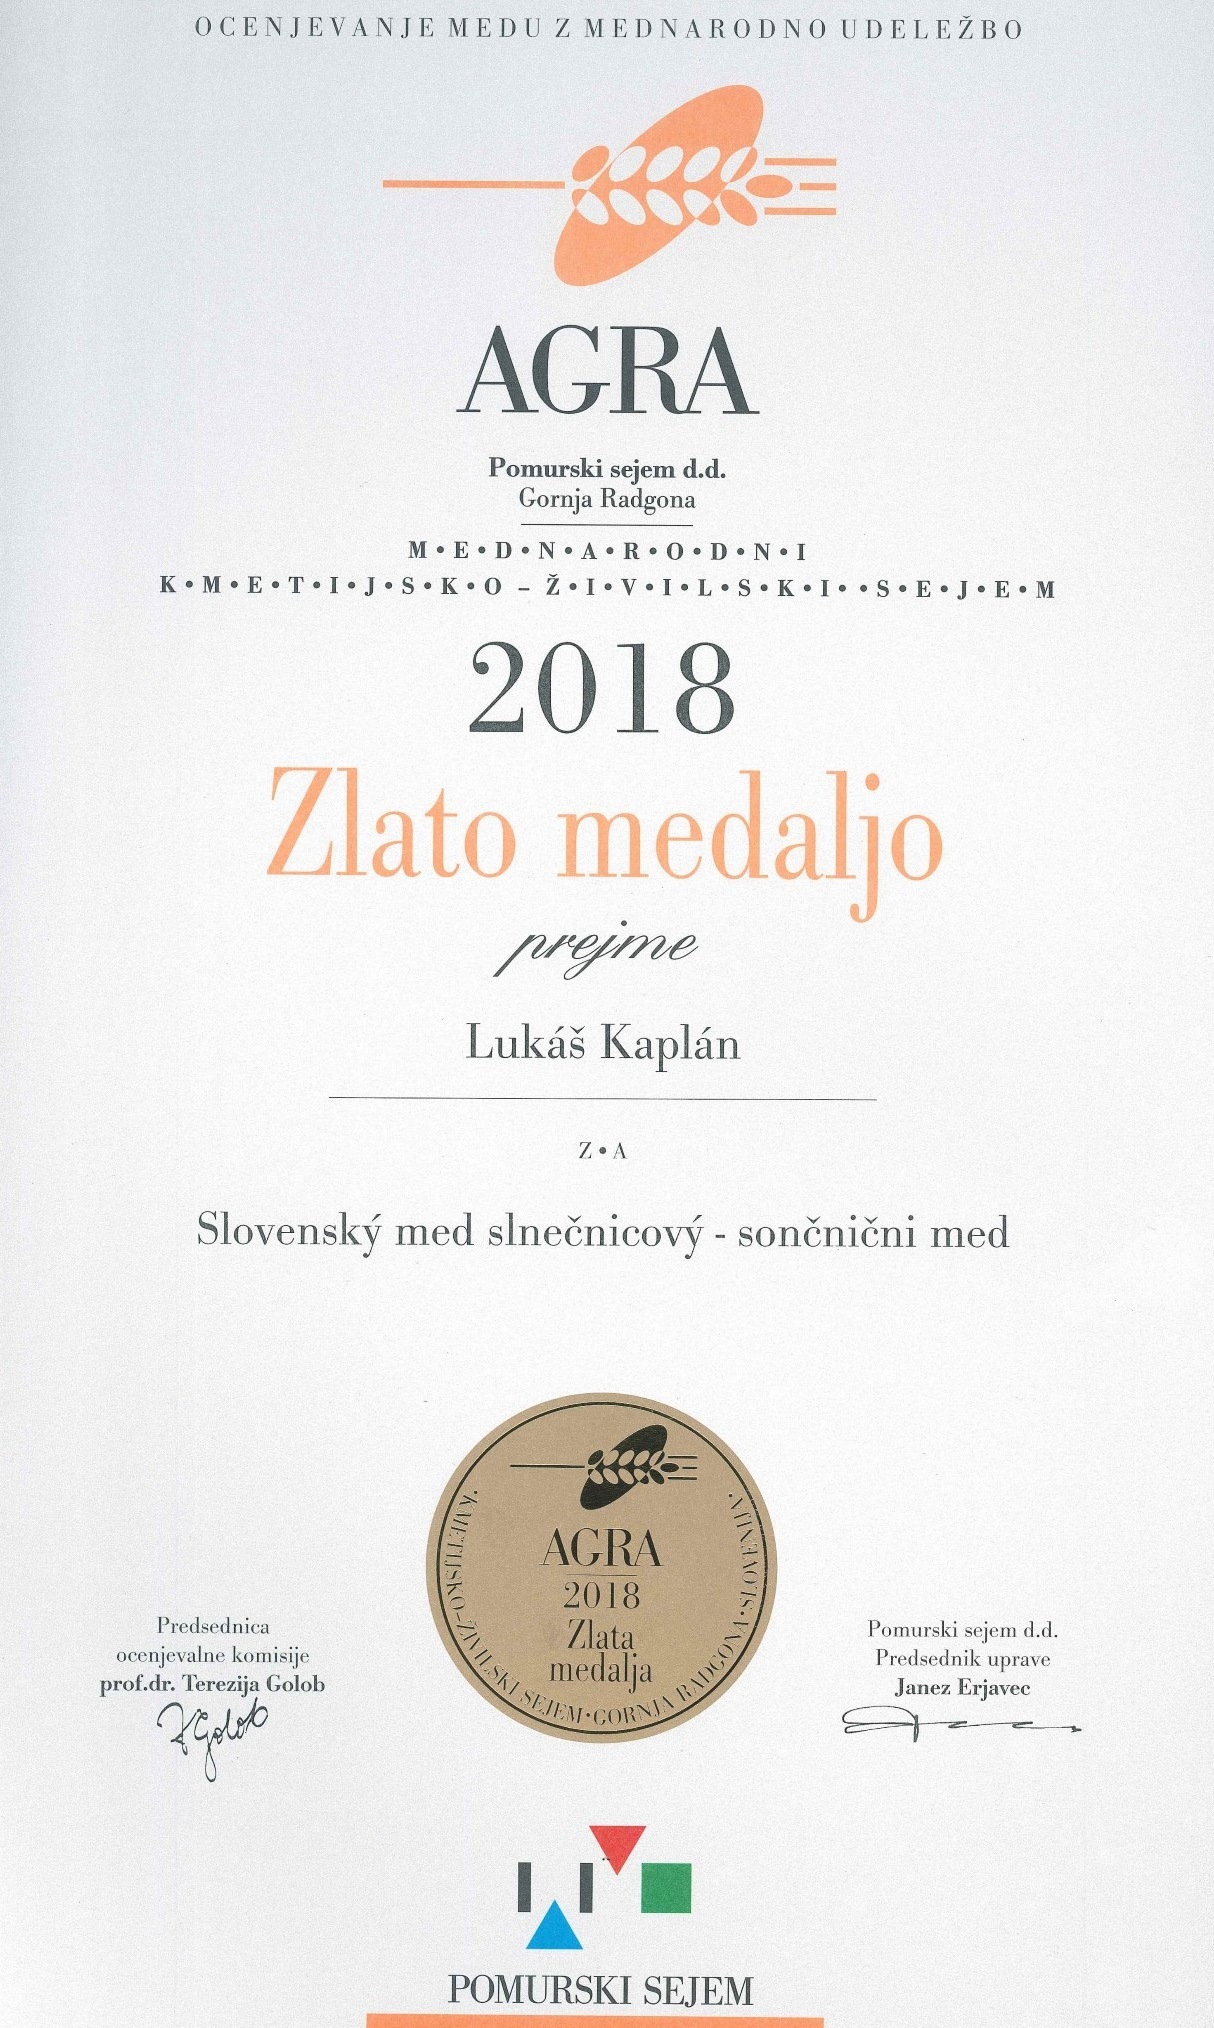 OCENJEVANJE MEDU Z MEDNARODNO UDELEŽBO
AGRA
Pomurski sejem d.d.
Gornja Radgona
M•E•D•N•A•R•O•D•N•I
K•M•E•T•I•J•S•K•O – Ž•I•V•I•L•S•K•I• •S•E•J•E•M
2018
Zlato medaljo
prejme
Lukáš Kaplán
Z•A
Slovenský med slnečnicový - sončnični med
AGRA
2018
Zlata
medalja
•KMETIJSKO–ŽIVILSKI SEJEM•GORNJA RADGONA•SLOVENIJA•
Predsednica
ocenjevalne komisije
prof.dr. Terezija Golob
TGolob
Pomurski sejem d.d.
Predsednik uprave
Janez Erjavec
POMURSKI SEJEM